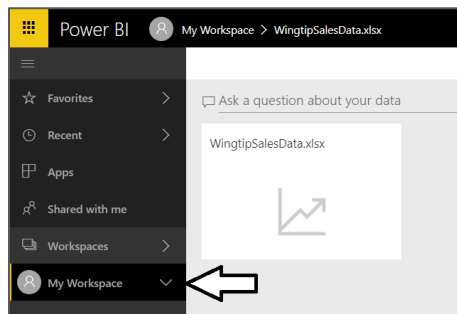 Power BI My Workspace > WingtipSalesData.xlsx
Favorites
Recent
Apps
Shared with me
Workspaces
My Workspace
Ask a question about your data
WingtipSalesData.xlsx